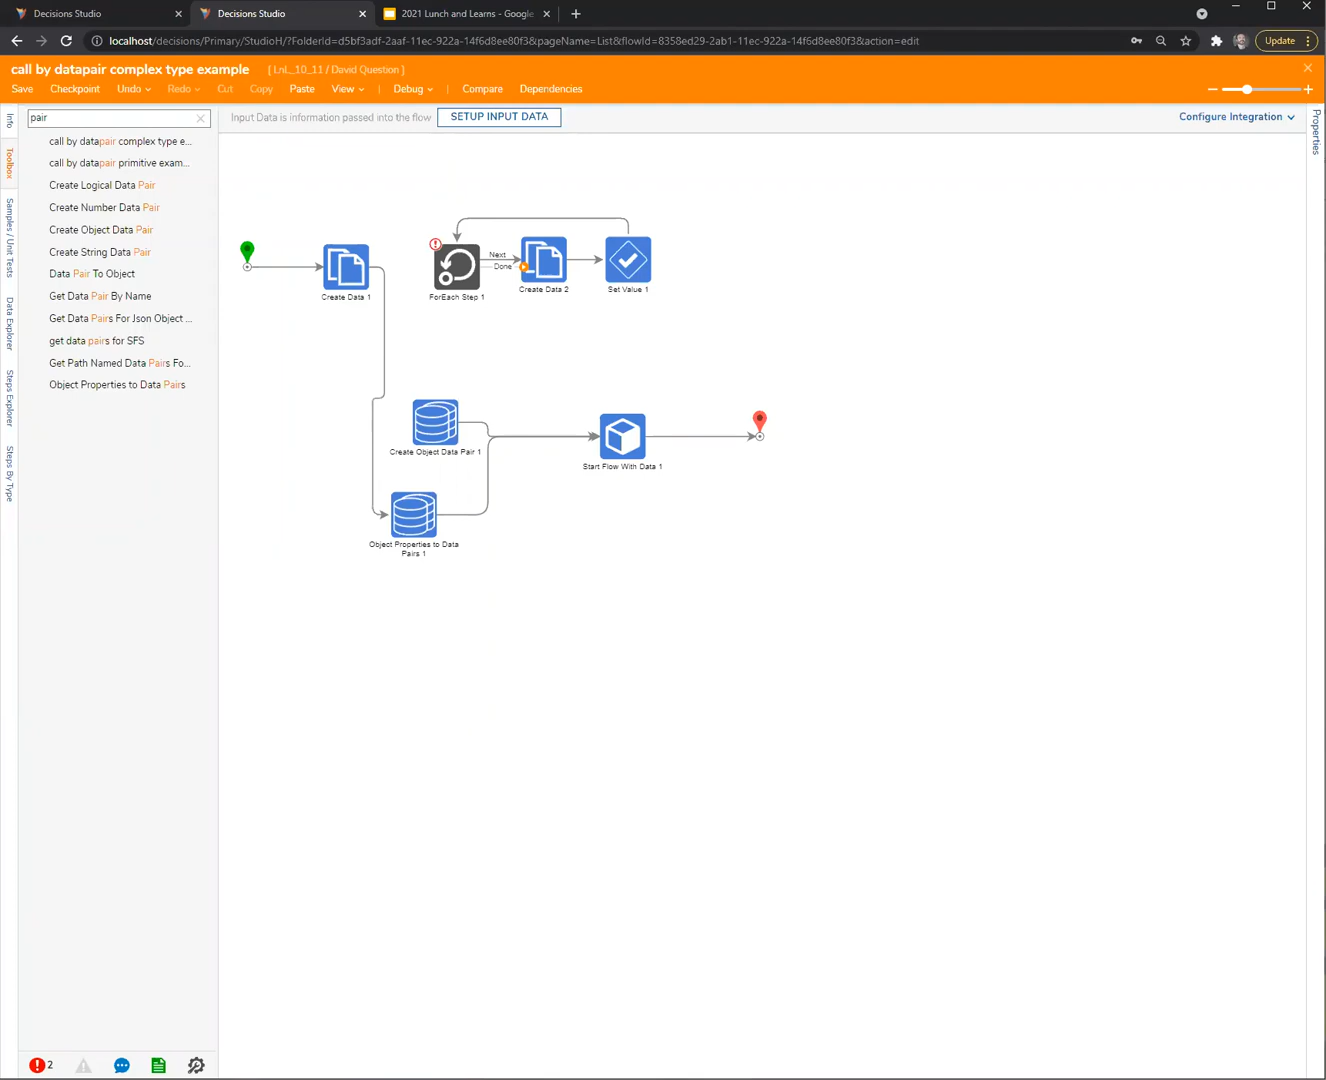 Decisions Studio
Decisions Studio
2021 Lunch and Learns - Google
localhost/decisions/Primary/StudioH/?FolderId=d5bf3adf-2aaf-11ec-922a-14f6d8ee80f3&pageName=List&flowId=8358ed29-2ab1-11ec-922a-14f6d8ee80f3&action=edit
Update
call by datapair complex type example
[ LnL_10_11 / David Question ]
Save
Checkpoint
Undo
Redo
Cut
Copy
Paste
View
Debug
Compare
Dependencies
Info
Toolbox
Samples / Unit Tests
Data Explorer
Steps Explorer
Steps By Type
pair
call by datapair complex type e...
call by datapair primitive exam...
Create Logical Data Pair
Create Number Data Pair
Create Object Data Pair
Create String Data Pair
Data Pair To Object
Get Data Pair By Name
Get Data Pairs For Json Object ...
get data pairs for SFS
Get Path Named Data Pairs Fo...
Object Properties to Data Pairs
2
Input Data is information passed into the flow
SETUP INPUT DATA
Configure Integration
Properties
Create Data 1
ForEach Step 1
Next
Done
Create Data 2
Set Value 1
Create Object Data Pair 1
Start Flow With Data 1
Object Properties to Data
Pairs 1